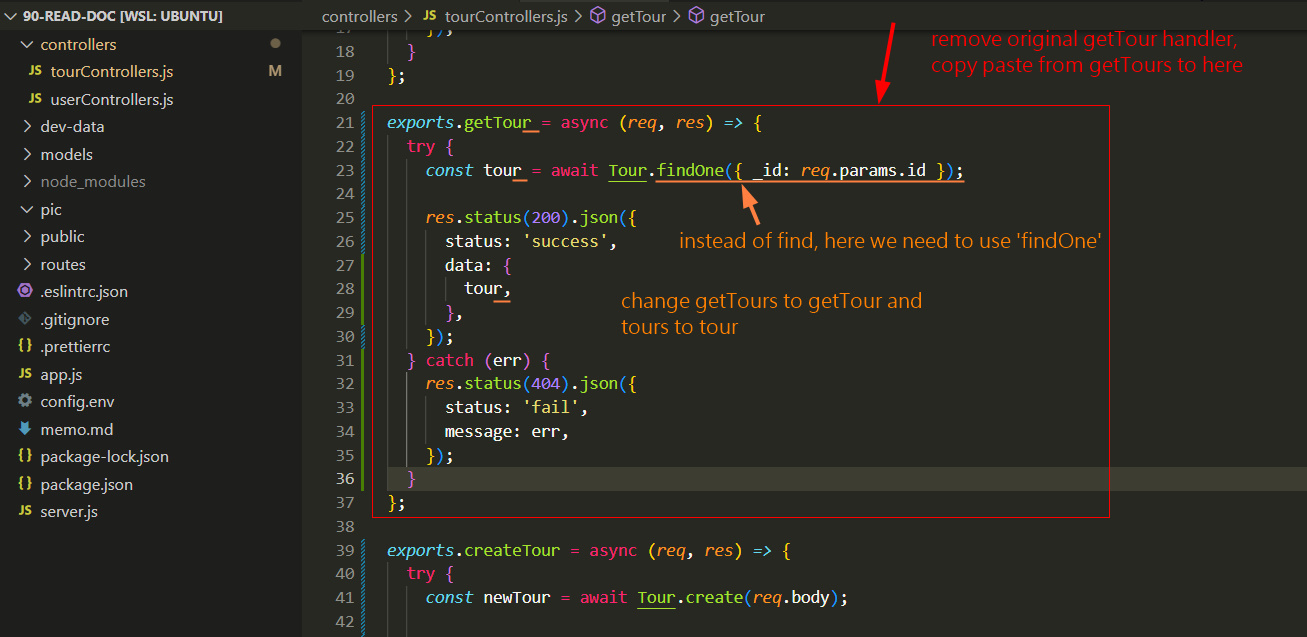 90-READ-DOC [WSL: UBUNTU]
controllers
JS tourControllers.js M
JS userControllers.js
dev-data
models
node_modules
pic
public
routes
.eslintrc.json
.gitignore
{} .prettierrc
JS app.js
config.env
memo.md
{} package-lock.json
{} package.json
JS server.js
controllers > JS tourControllers.js > getTour > getTour
17 });
18 }
19 };
20
remove original getTour handler,
copy paste from getTours to here
21 exports.getTour = async (req, res) => {
22 try {
23 const tour = await Tour.findOne({ _id: req.params.id });
24
25 res.status(200).json({
26 status: 'success',
instead of find, here we need to use 'findOne'
27 data: {
28 tour,
29 },
change getTours to getTour and
tours to tour
30 });
31 } catch (err) {
32 res.status(404).json({
33 status: 'fail',
34 message: err,
35 });
36 }
37 };
38
39 exports.createTour = async (req, res) => {
40 try {
41 const newTour = await Tour.create(req.body);
42